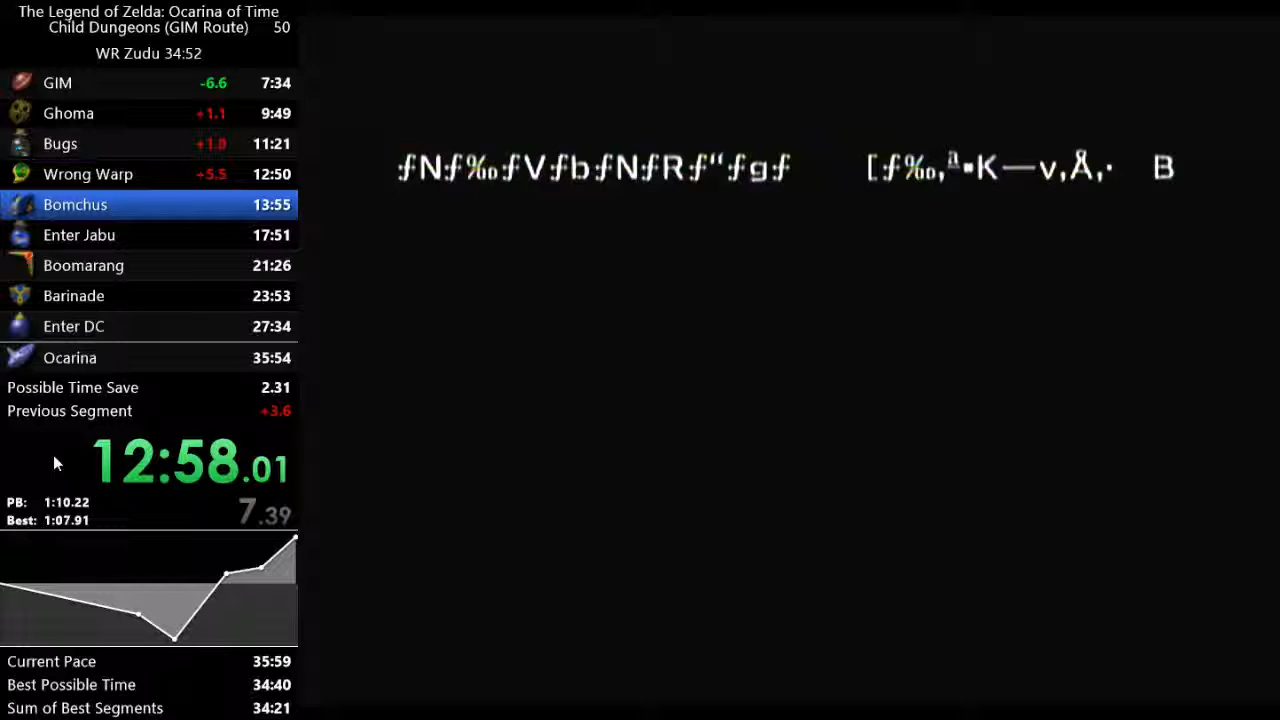 The Legend of Zelda: Ocarina of Time
Child Dungeons (GIM Route) 50
WR Zudu 34:52
GIM -6.6 7:34
Ghoma +1.1 9:49
Bugs +1.0 11:21
Wrong Warp +5.5 12:50
Bomchus 13:55
Enter Jabu 17:51
Boomarang 21:26
Barinade 23:53
Enter DC 27:34
Ocarina 35:54
Possible Time Save 2.31
Previous Segment +3.6
12:58.01
PB: 1:10.22
Best: 1:07.91
7.39
Current Pace 35:59
Best Possible Time 34:40
Sum of Best Segments 34:21
ƒNƒ‰ƒVƒbƒNƒRƒ“ƒgƒ [ƒ‰‚ª•K—v‚Å‚· B